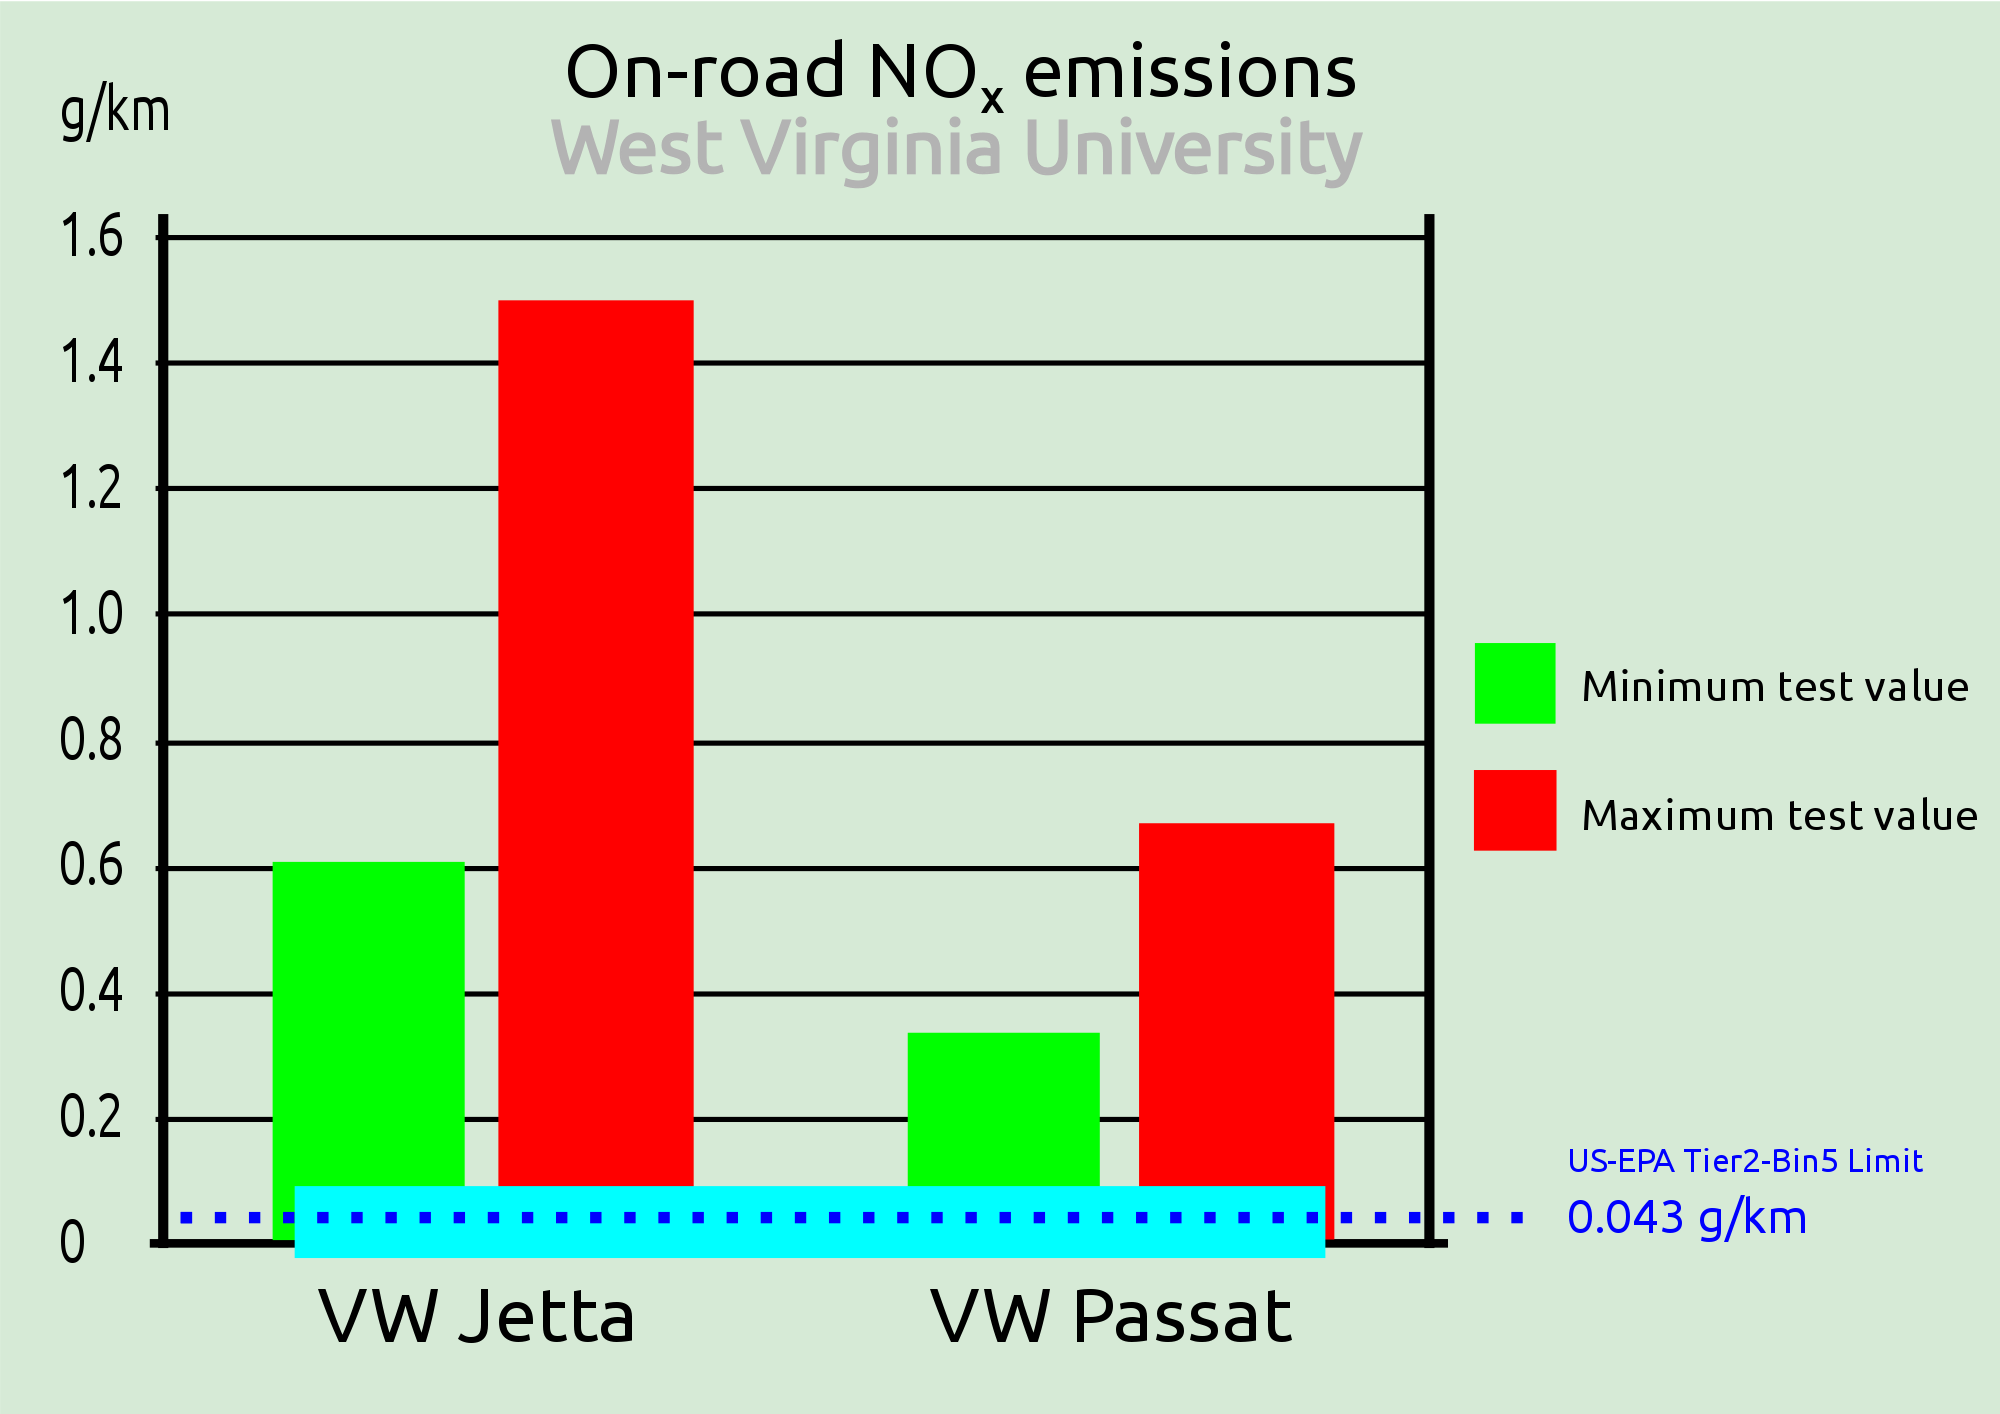 On-road NOx emissions
West Virginia University
g/km
1.6
1.4
1.2
1.0
0.8
0.6
0.4
0.2
0
Minimum test value
Maximum test value
US-EPA Tier2-Bin5 Limit
0.043 g/km
VW Jetta
VW Passat